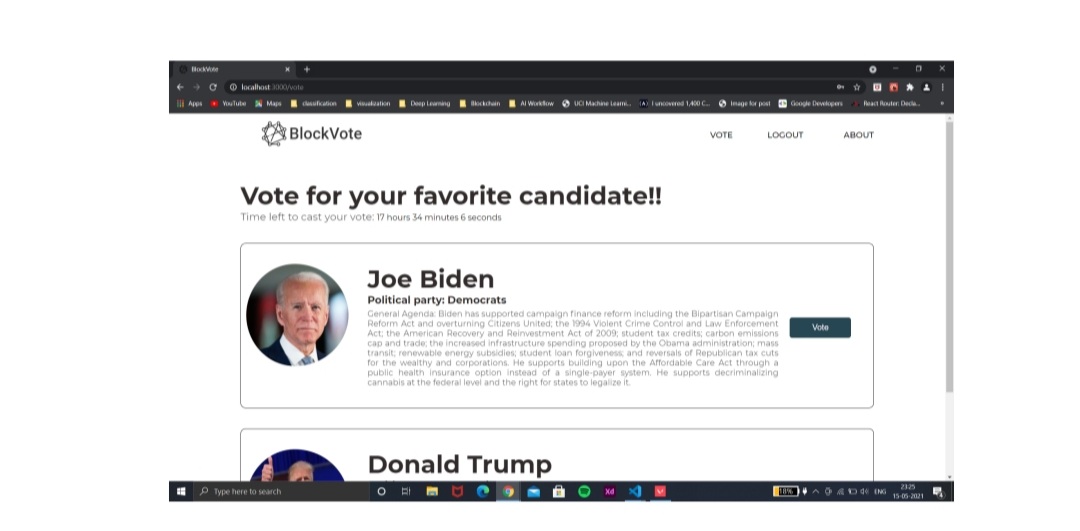 BlockVote
localhost:3000/vote
Apps YouTube Maps classification visualization Deep Learning Blockchain AI Workflow UCI Machine Learni... I uncovered 1,400 C... Image for post Google Developers React Router: Decla...
BlockVote VOTE LOGOUT ABOUT
Vote for your favorite candidate!!
Time left to cast your vote: 17 hours 34 minutes 6 seconds
Joe Biden
Political party: Democrats
General Agenda: Biden has supported campaign finance reform including the Bipartisan Campaign
Reform Act and overturning Citizens United; the 1994 Violent Crime Control and Law Enforcement
Act; the American Recovery and Reinvestment Act of 2009; student tax credits; carbon emissions
cap and trade; the increased infrastructure spending proposed by the Obama administration; mass
transit; renewable energy subsidies; student loan forgiveness; and reversals of Republican tax cuts
for the wealthy and corporations. He supports building upon the Affordable Care Act through a
public health insurance option instead of a single-payer system. He supports decriminalizing
cannabis at the federal level and the right for states to legalize it.
Vote
Donald Trump
Type here to search Xd 18% ENG 23:25
15-05-2021